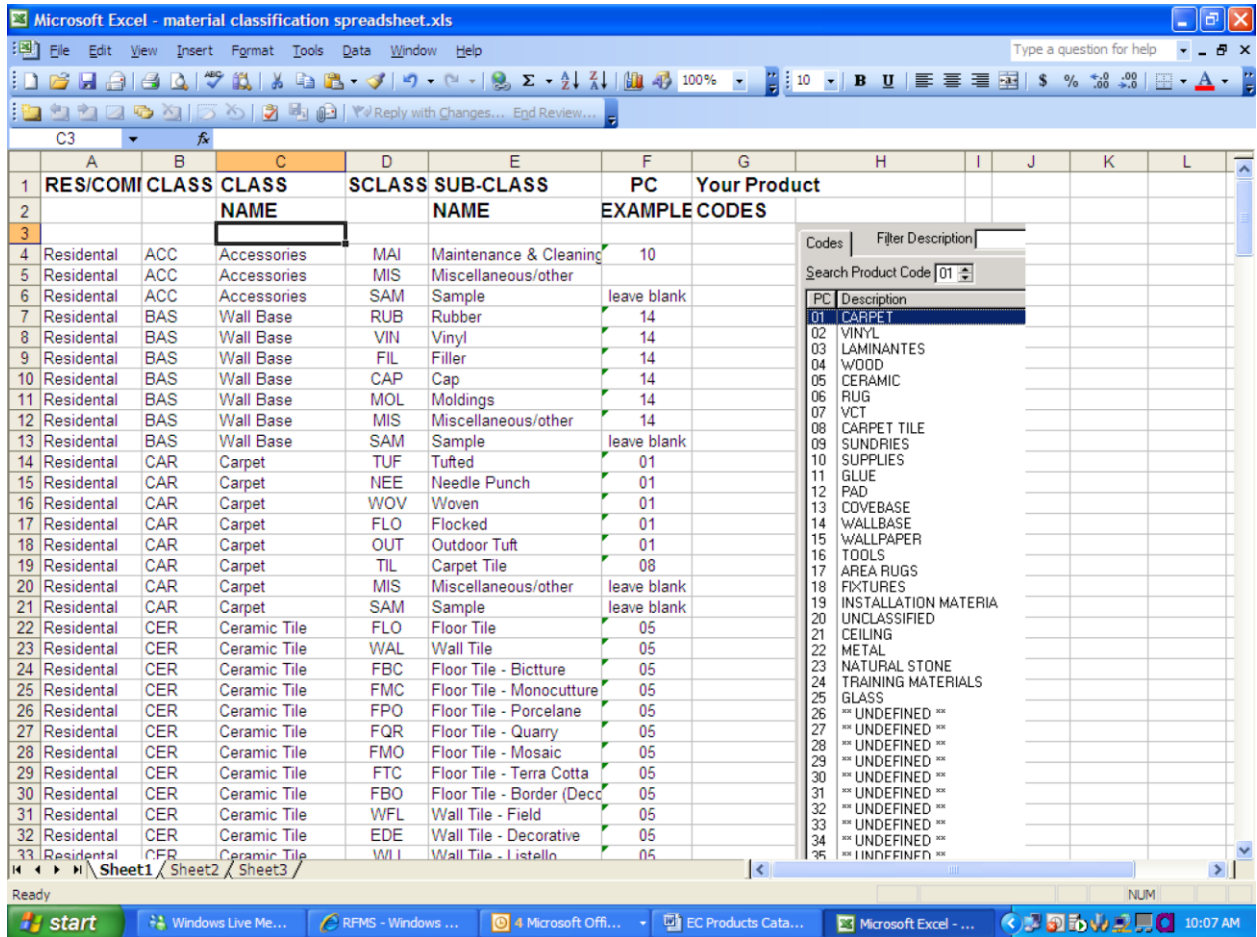 Microsoft Excel - material classification spreadsheet.xls
File Edit View Insert Format Tools Data Window Help Type a question for help
100% 10 B U $ %
Reply with Changes... End Review...
C3 fx
A B C D E F G H I J K L
1 RES/COMI CLASS CLASS SCLASS SUB-CLASS PC Your Product
2 NAME NAME EXAMPLE CODES
3
4 Residental ACC Accessories MAI Maintenance & Cleaning 10
5 Residental ACC Accessories MIS Miscellaneous/other
6 Residental ACC Accessories SAM Sample leave blank
7 Residental BAS Wall Base RUB Rubber 14
8 Residental BAS Wall Base VIN Vinyl 14
9 Residental BAS Wall Base FIL Filler 14
10 Residental BAS Wall Base CAP Cap 14
11 Residental BAS Wall Base MOL Moldings 14
12 Residental BAS Wall Base MIS Miscellaneous/other 14
13 Residental BAS Wall Base SAM Sample leave blank
14 Residental CAR Carpet TUF Tufted 01
15 Residental CAR Carpet NEE Needle Punch 01
16 Residental CAR Carpet WOV Woven 01
17 Residental CAR Carpet FLO Flocked 01
18 Residental CAR Carpet OUT Outdoor Tuft 01
19 Residental CAR Carpet TIL Carpet Tile 08
20 Residental CAR Carpet MIS Miscellaneous/other leave blank
21 Residental CAR Carpet SAM Sample leave blank
22 Residental CER Ceramic Tile FLO Floor Tile 05
23 Residental CER Ceramic Tile WAL Wall Tile 05
24 Residental CER Ceramic Tile FBC Floor Tile - Bictture 05
25 Residental CER Ceramic Tile FMC Floor Tile - Monocutture 05
26 Residental CER Ceramic Tile FPO Floor Tile - Porcelane 05
27 Residental CER Ceramic Tile FQR Floor Tile - Quarry 05
28 Residental CER Ceramic Tile FMO Floor Tile - Mosaic 05
29 Residental CER Ceramic Tile FTC Floor Tile - Terra Cotta 05
30 Residental CER Ceramic Tile FBO Floor Tile - Border (Deco 05
31 Residental CER Ceramic Tile WFL Wall Tile - Field 05
32 Residental CER Ceramic Tile EDE Wall Tile - Decorative 05
33 Residental CER Ceramic Tile WLI Wall Tile - Listello 05
Codes Filter Description
Search Product Code 01
PC Description
01 CARPET
02 VINYL
03 LAMINANTES
04 WOOD
05 CERAMIC
06 RUG
07 VCT
08 CARPET TILE
09 SUNDRIES
10 SUPPLIES
11 GLUE
12 PAD
13 COVEBASE
14 WALLBASE
15 WALLPAPER
16 TOOLS
17 AREA RUGS
18 FIXTURES
19 INSTALLATION MATERIA
20 UNCLASSIFIED
21 CEILING
22 METAL
23 NATURAL STONE
24 TRAINING MATERIALS
25 GLASS
26 ** UNDEFINED **
27 ** UNDEFINED **
28 ** UNDEFINED **
29 ** UNDEFINED **
30 ** UNDEFINED **
31 ** UNDEFINED **
32 ** UNDEFINED **
33 ** UNDEFINED **
34 ** UNDEFINED **
35 ** UNDEFINED **
Sheet1 Sheet2 Sheet3
Ready NUM
start Windows Live Me... RFMS - Windows ... 4 Microsoft Offi... EC Products Cata... Microsoft Excel - ... 10:07 AM